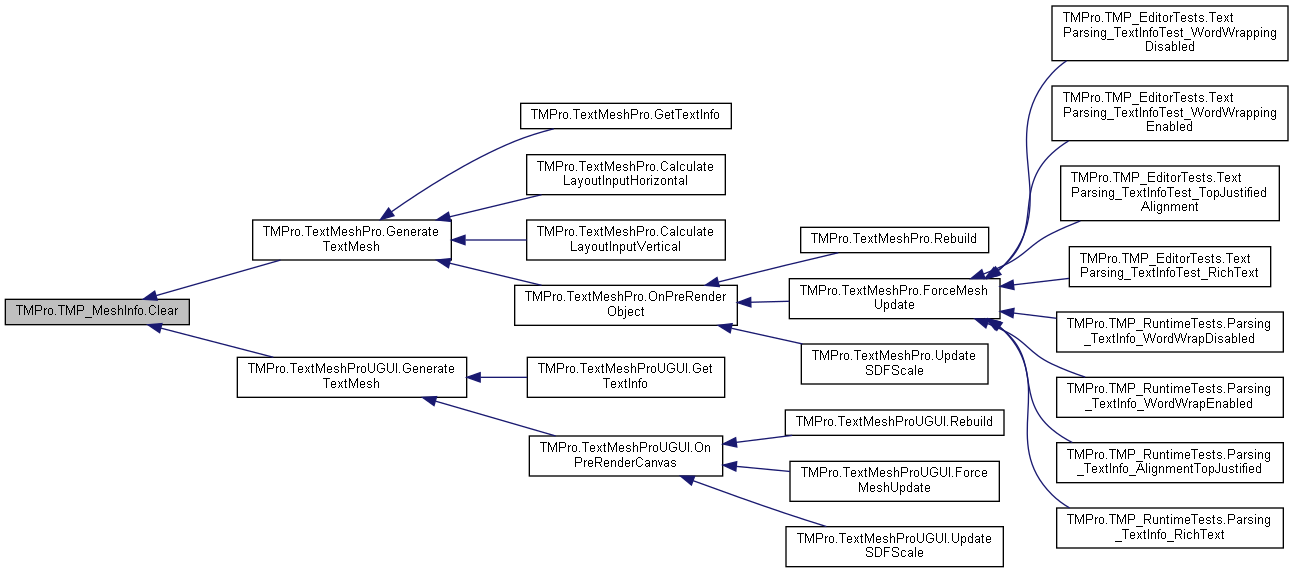 TMPro.TMP_EditorTests.Text
Parsing_TextInfoTest_WordWrapping
Disabled
TMPro.TMP_EditorTests.Text
Parsing_TextInfoTest_WordWrapping
Enabled
TMPro.TextMeshPro.GetTextInfo
TMPro.TextMeshPro.Calculate
LayoutInputHorizontal
TMPro.TMP_EditorTests.Text
Parsing_TextInfoTest_TopJustified
Alignment
TMPro.TextMeshPro.Generate
TextMesh
TMPro.TextMeshPro.Calculate
LayoutInputVertical
TMPro.TextMeshPro.Rebuild
TMPro.TMP_EditorTests.Text
Parsing_TextInfoTest_RichText
TMPro.TextMeshPro.OnPreRender
Object
TMPro.TextMeshPro.ForceMesh
Update
TMPro.TMP_MeshInfo.Clear
TMPro.TMP_RuntimeTests.Parsing
_TextInfo_WordWrapDisabled
TMPro.TextMeshPro.Update
SDFScale
TMPro.TextMeshProUGUI.Generate
TextMesh
TMPro.TextMeshProUGUI.Get
TextInfo
TMPro.TMP_RuntimeTests.Parsing
_TextInfo_WordWrapEnabled
TMPro.TextMeshProUGUI.Rebuild
TMPro.TextMeshProUGUI.On
PreRenderCanvas
TMPro.TMP_RuntimeTests.Parsing
_TextInfo_AlignmentTopJustified
TMPro.TextMeshProUGUI.Force
MeshUpdate
TMPro.TMP_RuntimeTests.Parsing
_TextInfo_RichText
TMPro.TextMeshProUGUI.Update
SDFScale